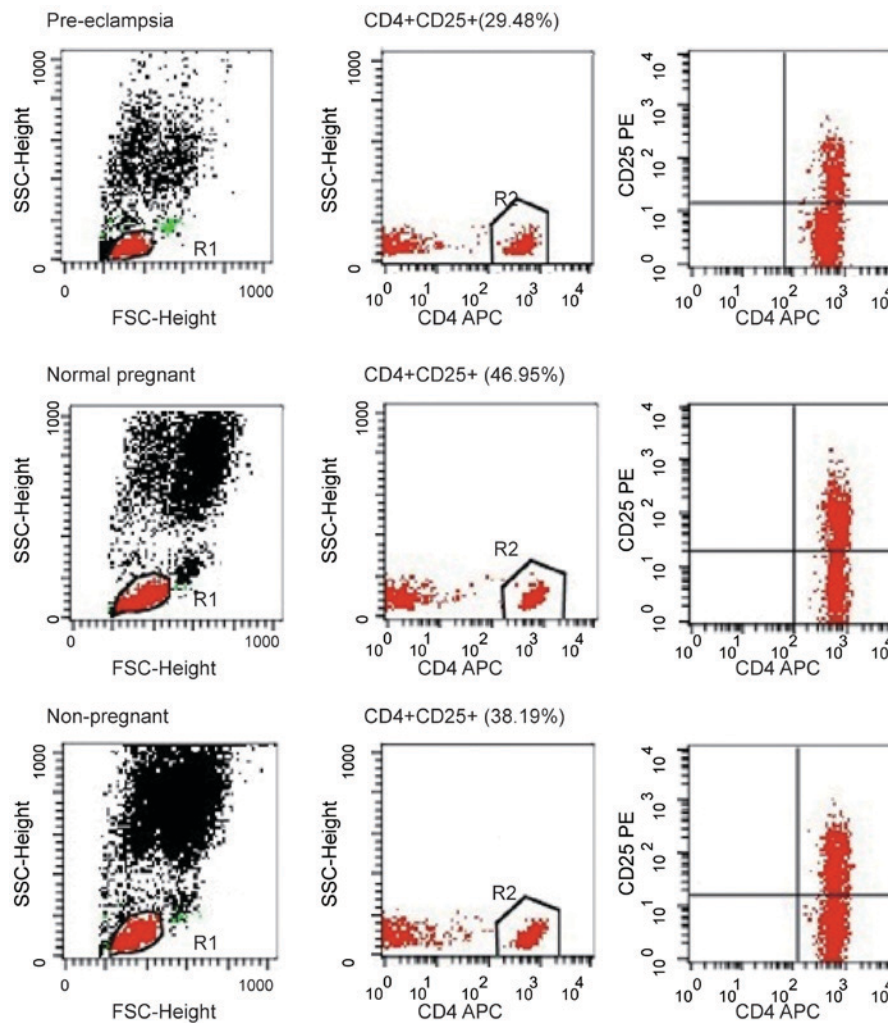 Pre-eclampsia
CD4+CD25+(29.48%)
1000
SSC-Height
0
R1
0
1000
FSC-Height
SSC-Height
1000
0
R2
10^0 10^1 10^2 10^3 10^4
CD4 APC
CD25 PE
10^4
10^3
10^2
10^1
10^0
10^0 10^1 10^2 10^3 10^4
CD4 APC
Normal pregnant
CD4+CD25+ (46.95%)
1000
SSC-Height
0
R1
0
1000
FSC-Height
SSC-Height
1000
0
R2
10^0 10^1 10^2 10^3 10^4
CD4 APC
CD25 PE
10^4
10^3
10^2
10^1
10^0
10^0 10^1 10^2 10^3 10^4
CD4 APC
Non-pregnant
CD4+CD25+ (38.19%)
1000
SSC-Height
0
R1
0
1000
FSC-Height
SSC-Height
1000
0
R2
10^0 10^1 10^2 10^3 10^4
CD4 APC
CD25 PE
10^4
10^3
10^2
10^1
10^0
10^0 10^1 10^2 10^3 10^4
CD4 APC